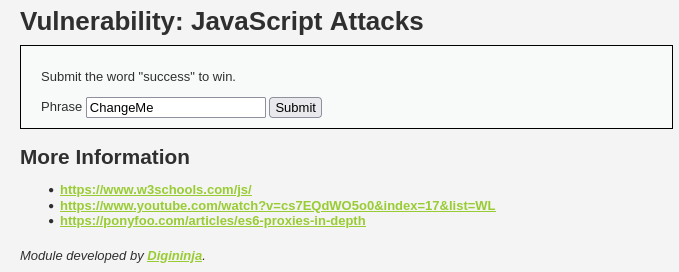 Vulnerability: JavaScript Attacks
Submit the word "success" to win.
Phrase ChangeMe Submit
More Information
https://www.w3schools.com/js/
https://www.youtube.com/watch?v=cs7EQdWO5o0&index=17&list=WL
https://ponyfoo.com/articles/es6-proxies-in-depth
Module developed by Digininja.